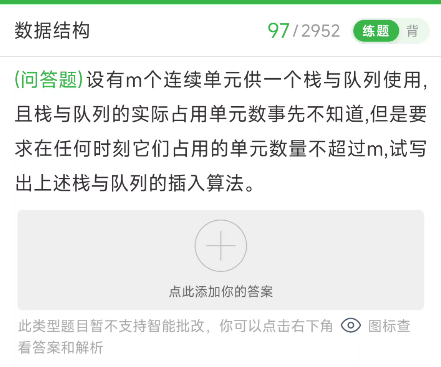 数据结构 97/2952 练题 背
(问答题)设有m个连续单元供一个栈与队列使用,
且栈与队列的实际占用单元数事先不知道,但是要
求在任何时刻它们占用的单元数量不超过m,试写
出上述栈与队列的插入算法。
点此添加你的答案
此类型题目暂不支持智能批改，你可以点击右下角 图标查
看答案和解析